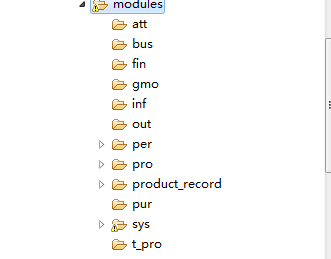 modules
att
bus
fin
gmo
inf
out
per
pro
product_record
pur
sys
t_pro